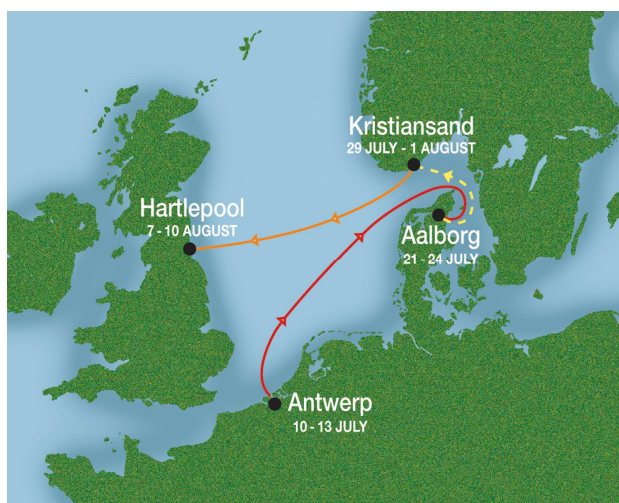 Kristiansand
29 JULY - 1 AUGUST
Hartlepool
7 - 10 AUGUST
Aalborg
21 - 24 JULY
Antwerp
10 - 13 JULY